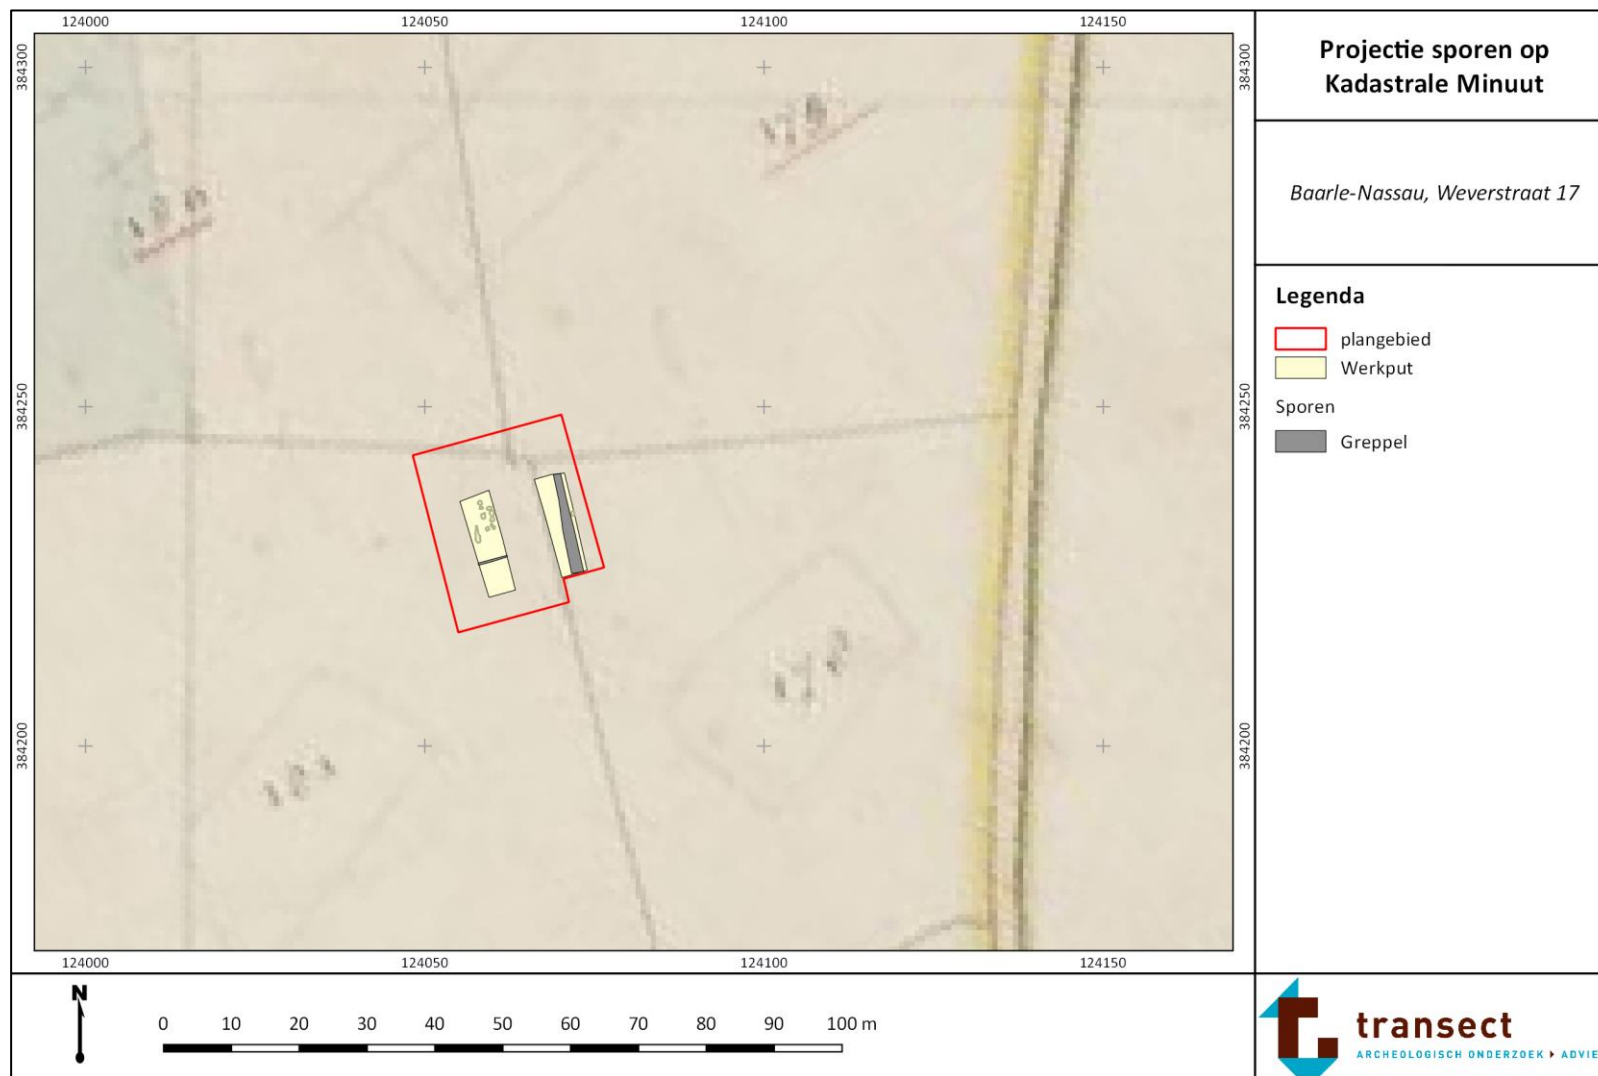 124000 124050 124100 124150
384300 384300
384250 384250
384200 384200
124000 124050 124100 124150
Projectie sporen op
Kadastrale Minuut
Baarle-Nassau, Weverstraat 17
Legenda
plangebied
Werkput
Sporen
Greppel
N
0 10 20 30 40 50 60 70 80 90 100 m
transect
ARCHEOLOGISCH ONDERZOEK ADVIE